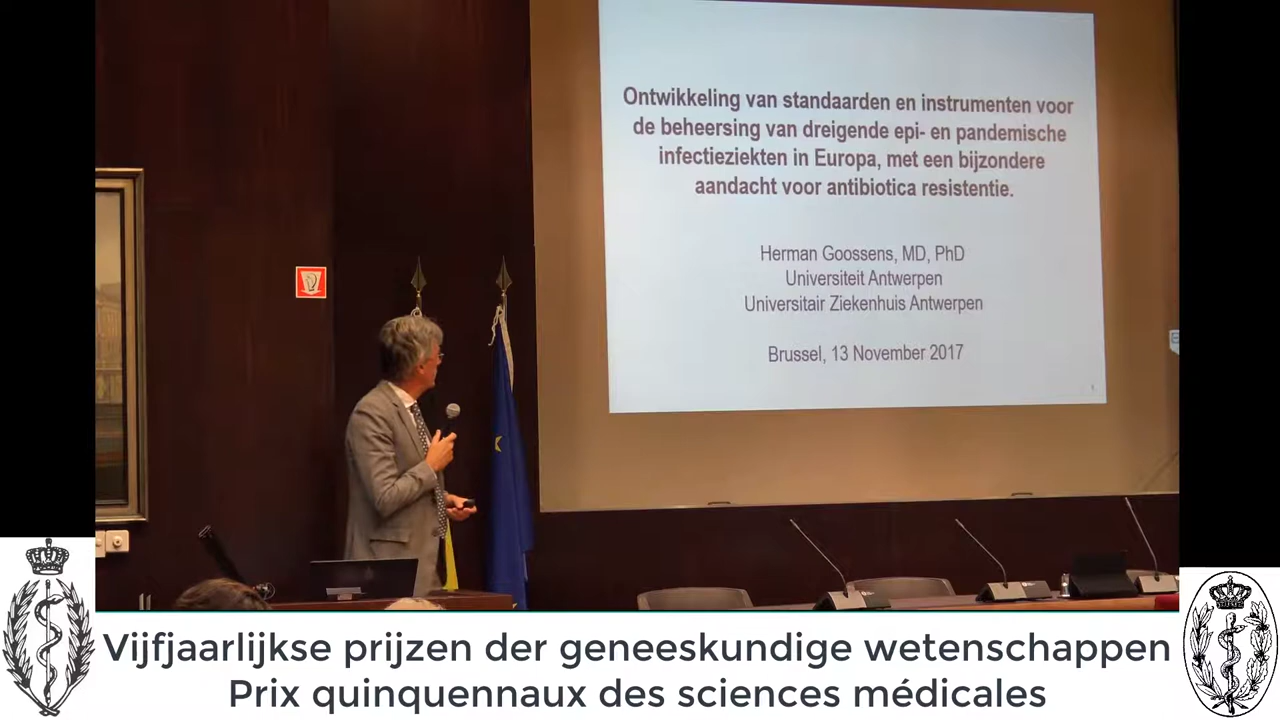 Ontwikkeling van standaarden en instrumenten voor
de beheersing van dreigende epi- en pandemische
infectieziekten in Europa, met een bijzondere
aandacht voor antibiotica resistentie.
Herman Goossens, MD, PhD
Universiteit Antwerpen
Universitair Ziekenhuis Antwerpen
Brussel, 13 November 2017
Vijfjaarlijkse prijzen der geneeskundige wetenschappen
Prix quinquennaux des sciences médicales